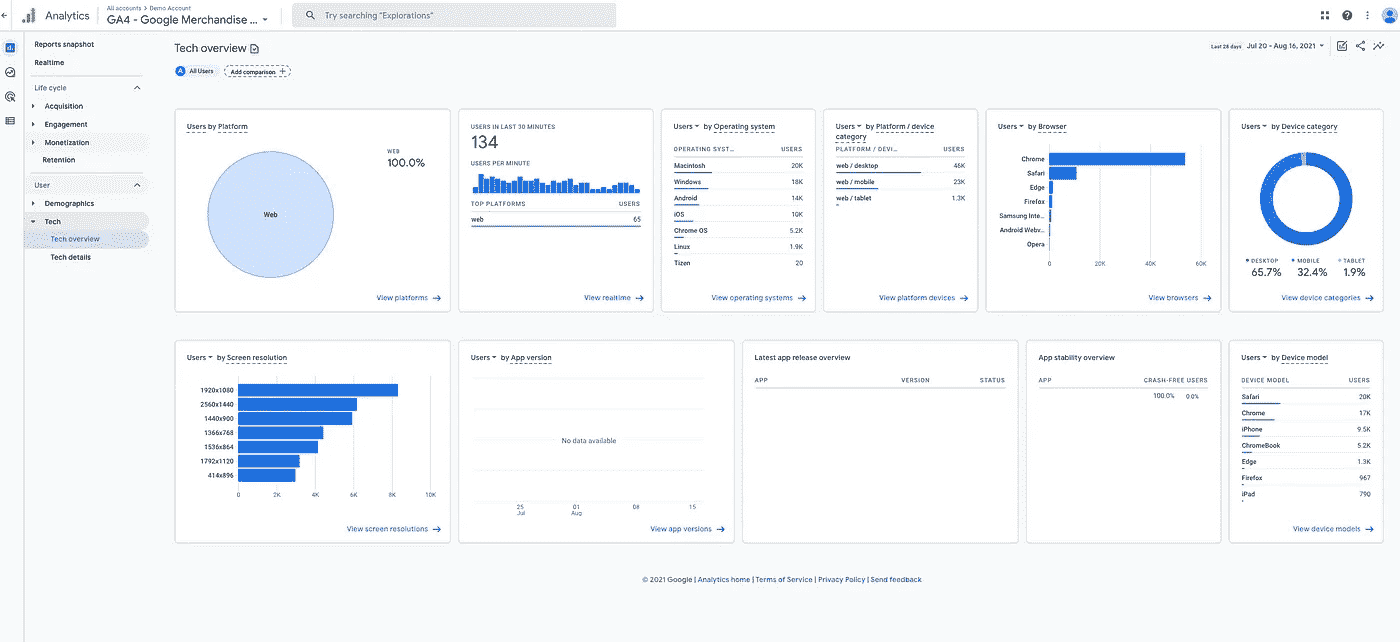 Analytics
All accounts > Demo Account
GA4 - Google Merchandise ...
Try searching "Explorations"
Reports snapshot
Realtime
Life cycle
Acquisition
Engagement
Monetization
Retention
User
Demographics
Tech
Tech overview
Tech details
Tech overview
Last 28 days Jul 20 - Aug 16, 2021
A All Users
Add comparison +
Users by Platform
WEB
100.0%
Web
View platforms
USERS IN LAST 30 MINUTES
134
USERS PER MINUTE
TOP PLATFORMS USERS
web 65
View realtime
Users by Operating system
OPERATING SYST... USERS
Macintosh 20K
Windows 18K
Android 14K
iOS 10K
Chrome OS 5.2K
Linux 1.9K
Tizen 20
View operating systems
Users by Platform / device
category
PLATFORM / DEVI... USERS
web / desktop 46K
web / mobile 23K
web / tablet 1.3K
View platform devices
Users by Browser
Chrome
Safari
Edge
Firefox
Samsung Inte...
Android Webv...
Opera
0 20K 40K 60K
View browsers
Users by Device category
DESKTOP MOBILE TABLET
65.7% 32.4% 1.9%
View device categories
Users by Screen resolution
1920x1080
2560x1440
1440x900
1366x768
1536x864
1792x1120
414x896
0 2K 4K 6K 8K 10K
View screen resolutions
Users by App version
No data available
25 01 08 15
Jul Aug
View app versions
Latest app release overview
APP VERSION STATUS
App stability overview
APP CRASH-FREE USERS
100.0% 0.0%
Users by Device model
DEVICE MODEL USERS
Safari 20K
Chrome 17K
iPhone 9.5K
ChromeBook 5.2K
Edge 1.3K
Firefox 967
iPad 790
View device models
© 2021 Google | Analytics home | Terms of Service | Privacy Policy | Send feedback